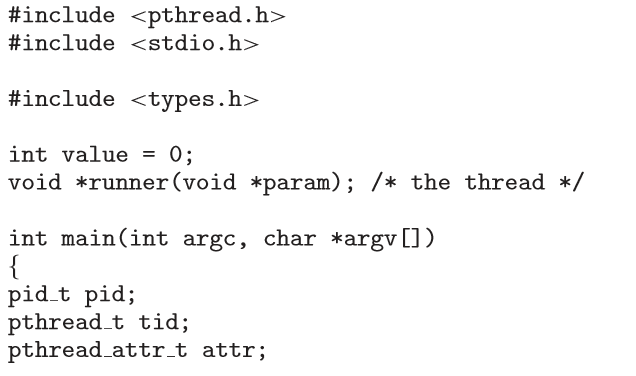 #include <pthread.h>
#include <stdio.h>
#include <types.h>
int value = 0;
void *runner(void *param); /* the thread */
int main(int argc, char *argv[])
{
pid_t pid;
pthread_t tid;
pthread_attr_t attr;